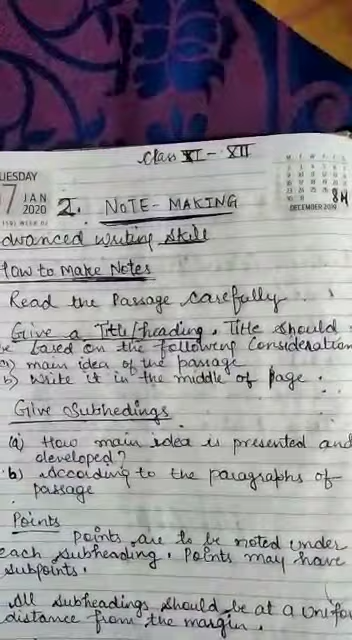 Class XI - XII
UESDAY
7 JAN
2020
2. NOTE - MAKING
DECEMBER 2019
dvanced writing skill
How to Make Notes
Read the Passage carefully.
Give a Title/heading. Title should
be based on the following Consideration
a) main idea of the passage
b) write it in the middle of page.
Give Subhedings
(a) How main idea is presented and
developed?
b) according to the paragraphs of
passage
Points
Points are to be noted under
each subheading. Points may have
subpoints.
All subheadings should be at a unifo
distance from the margin.